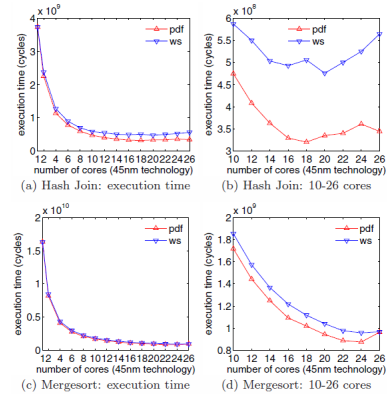 x 10^9
4
3
2
1
0
execution time (cycles)
pdf
ws
12 4 6 8 10 12 14 16 18 20 22 24 26
number of cores (45nm technology)
(a) Hash Join: execution time
x 10^8
6
5.5
5
4.5
4
3.5
3
execution time (cycles)
pdf
ws
10 12 14 16 18 20 22 24 26
number of cores (45nm technology)
(b) Hash Join: 10-26 cores
x 10^10
2
1.5
1
0.5
0
execution time (cycles)
pdf
ws
12 4 6 8 10 12 14 16 18 20 22 24 26
number of cores (45nm technology)
(c) Mergesort: execution time
x 10^9
2
1.8
1.6
1.4
1.2
1
0.8
execution time (cycles)
pdf
ws
10 12 14 16 18 20 22 24 26
number of cores (45nm technology)
(d) Mergesort: 10-26 cores